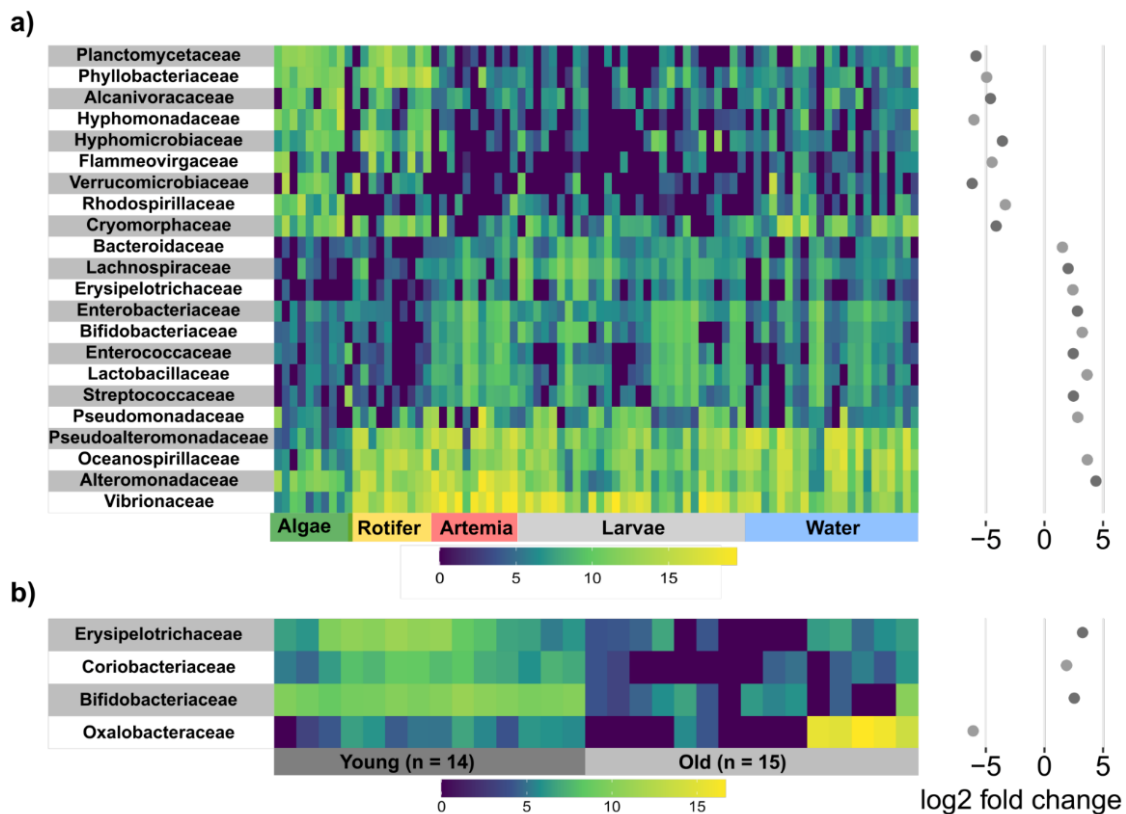 a)
Planctomycetaceae
Phyllobacteriaceae
Alcanivoracaceae
Hyphomonadaceae
Hyphomicrobiaceae
Flammeovirgaceae
Verrucomicrobiaceae
Rhodospirillaceae
Cryomorphaceae
Bacteroidaceae
Lachnospiraceae
Erysipelotrichaceae
Enterobacteriaceae
Bifidobacteriaceae
Enterococcaceae
Lactobacillaceae
Streptococcaceae
Pseudomonadaceae
Pseudoalteromonadaceae
Oceanospirillaceae
Alteromonadaceae
Vibrionaceae
Algae Rotifer Artemia Larvae Water
−5 0 5
0 5 10 15
b)
Erysipelotrichaceae
Coriobacteriaceae
Bifidobacteriaceae
Oxalobacteraceae
Young (n = 14) Old (n = 15)
−5 0 5
0 5 10 15
log2 fold change